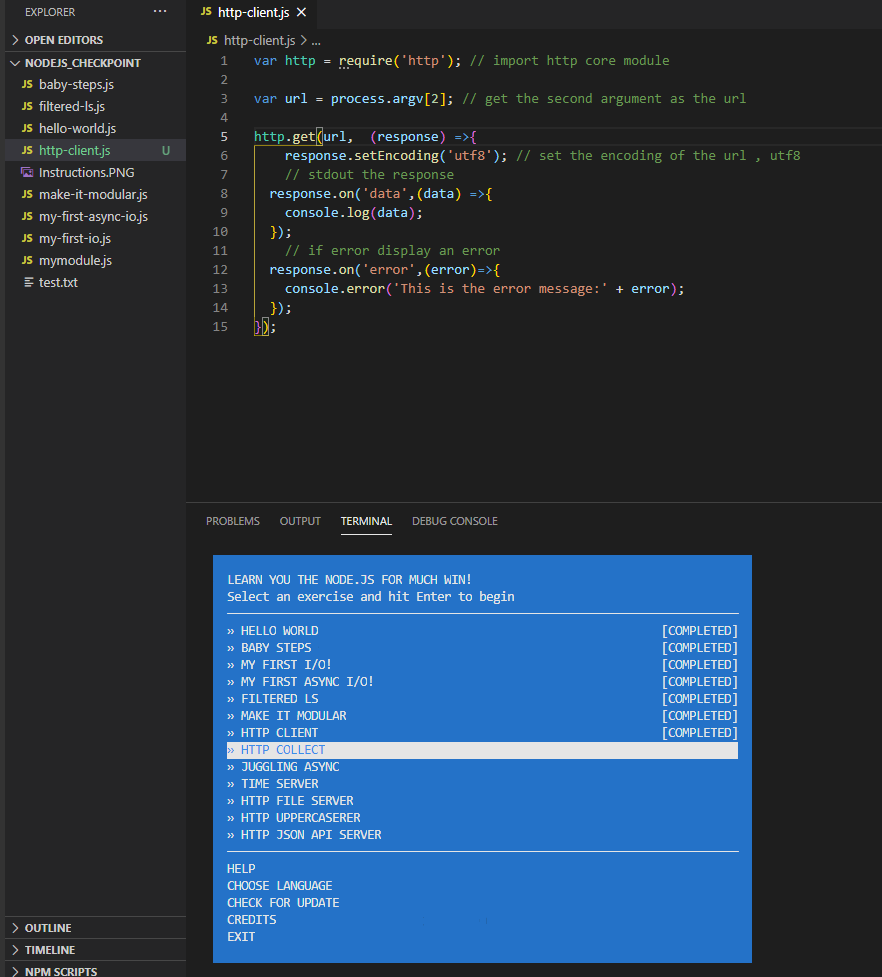 EXPLORER ...
OPEN EDITORS
NODEJS_CHECKPOINT
JS baby-steps.js
JS filtered-ls.js
JS hello-world.js
JS http-client.js U
Instructions.PNG
JS make-it-modular.js
JS my-first-async-io.js
JS my-first-io.js
JS mymodule.js
test.txt
OUTLINE
TIMELINE
NPM SCRIPTS
JS http-client.js ×
JS http-client.js > ...
1 var http = require('http'); // import http core module
2
3 var url = process.argv[2]; // get the second argument as the url
4
5 http.get(url,  (response) =>{
6     response.setEncoding('utf8'); // set the encoding of the url , utf8
7     // stdout the response
8   response.on('data',(data) =>{
9     console.log(data);
10   });
11     // if error display an error
12   response.on('error',(error)=>{
13     console.error('This is the error message:' + error);
14   });
15 });
PROBLEMS OUTPUT TERMINAL DEBUG CONSOLE
LEARN YOU THE NODE.JS FOR MUCH WIN!
Select an exercise and hit Enter to begin
» HELLO WORLD [COMPLETED]
» BABY STEPS [COMPLETED]
» MY FIRST I/O! [COMPLETED]
» MY FIRST ASYNC I/O! [COMPLETED]
» FILTERED LS [COMPLETED]
» MAKE IT MODULAR [COMPLETED]
» HTTP CLIENT [COMPLETED]
» HTTP COLLECT
» JUGGLING ASYNC
» TIME SERVER
» HTTP FILE SERVER
» HTTP UPPERCASERER
» HTTP JSON API SERVER
HELP
CHOOSE LANGUAGE
CHECK FOR UPDATE
CREDITS
EXIT